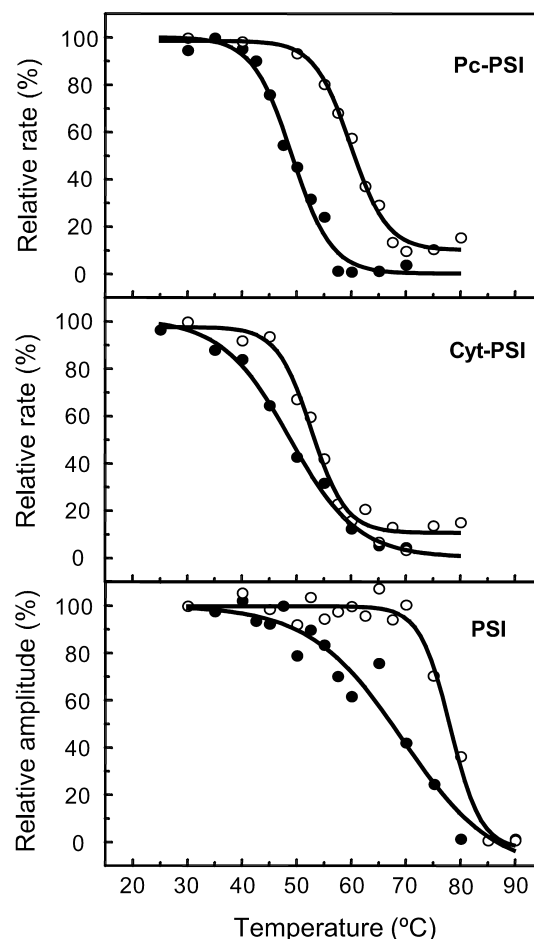 100
80
60
40
20
0
Relative rate (%)
Pc-PSI
100
80
60
40
20
0
Relative rate (%)
Cyt-PSI
100
80
60
40
20
0
Relative amplitude (%)
PSI
20 30 40 50 60 70 80 90
Temperature (ºC)